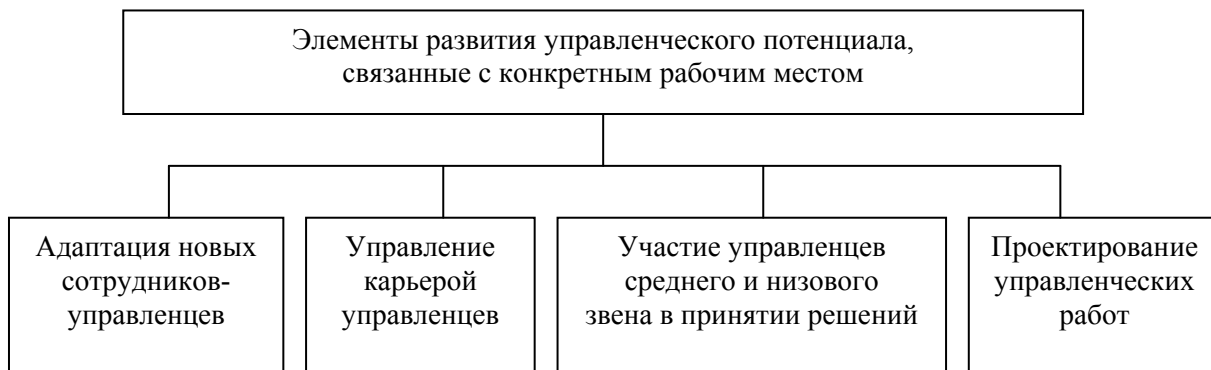 Элементы развития управленческого потенциала,
связанные с конкретным рабочим местом
Адаптация новых
сотрудников-
управленцев
Управление
карьерой
управленцев
Участие управленцев
среднего и низового
звена в принятии решений
Проектирование
управленческих
работ